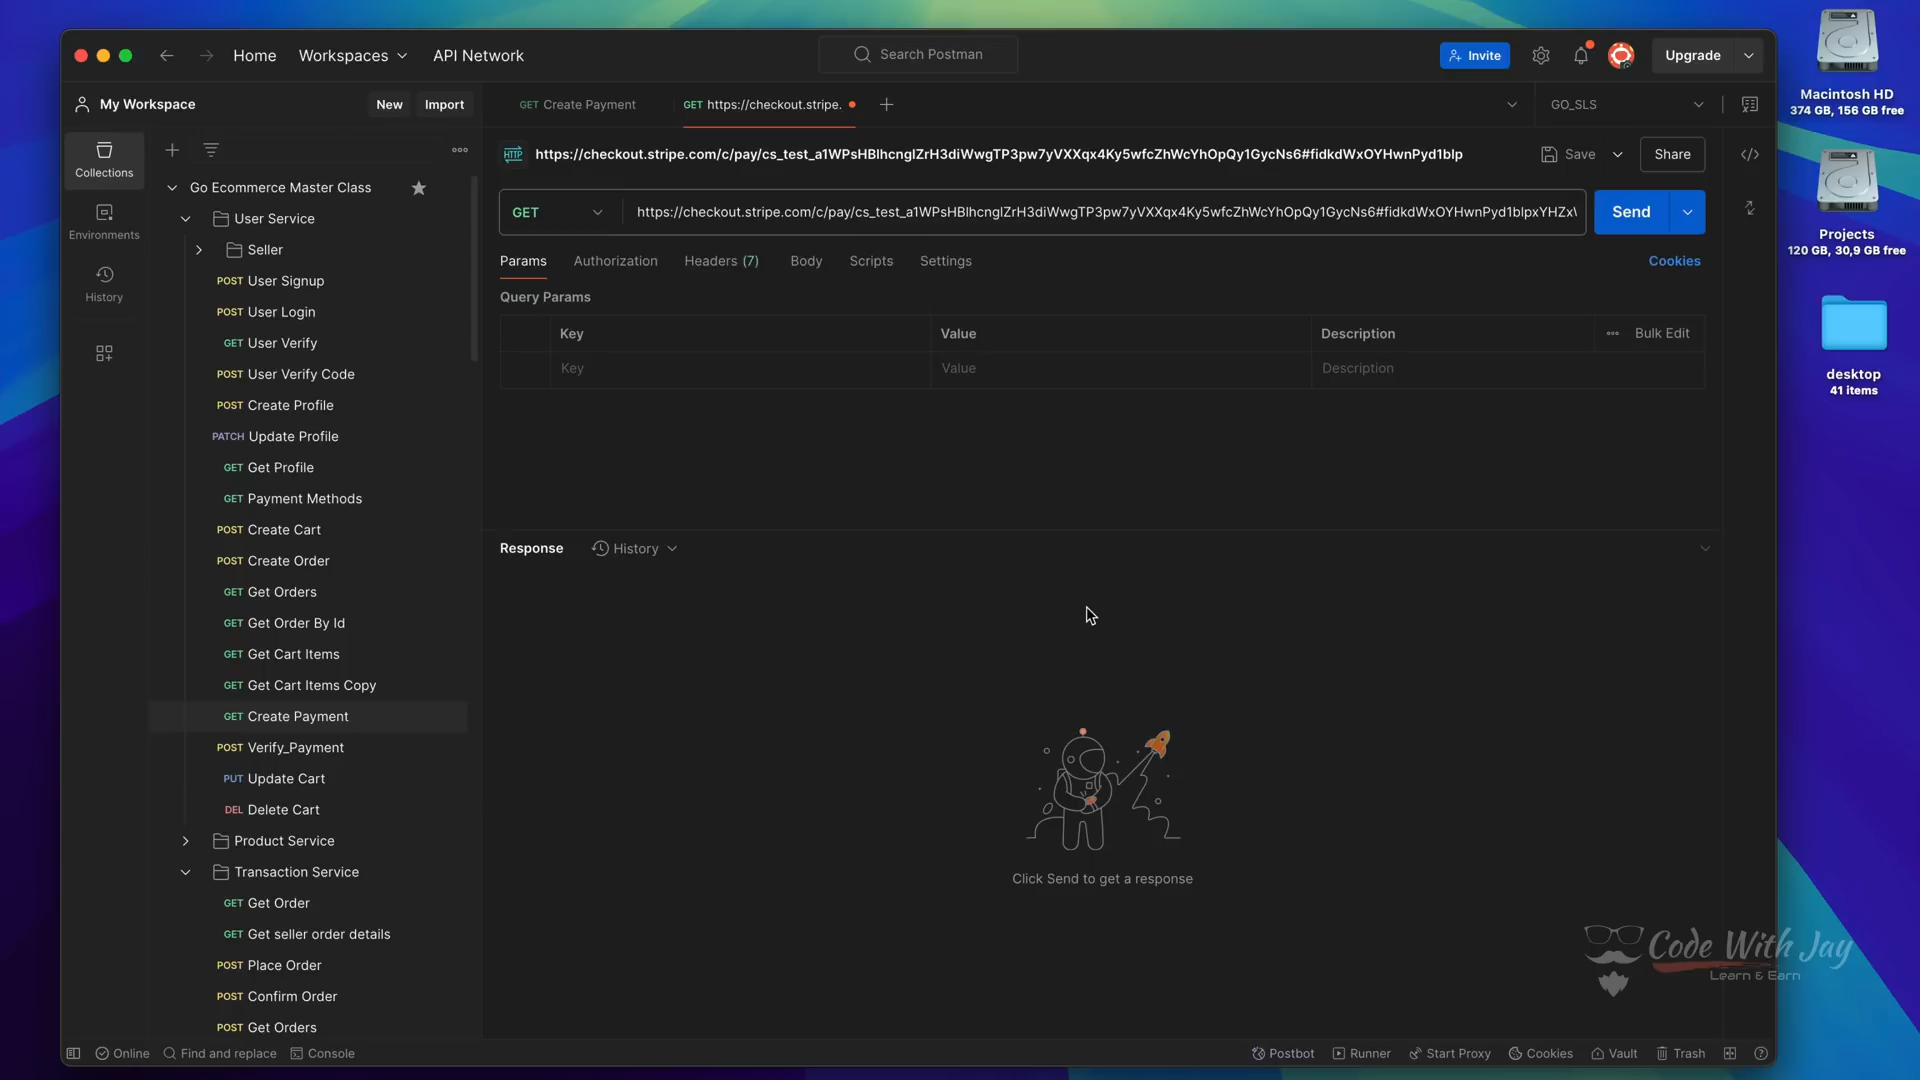 Home
Workspaces
API Network
Search Postman
Invite
Upgrade
My Workspace
New
Import
GET Create Payment
GET https://checkout.stripe.
GO_SLS
Collections
Environments
History
Go Ecommerce Master Class
User Service
Seller
POST User Signup
POST User Login
GET User Verify
POST User Verify Code
POST Create Profile
PATCH Update Profile
GET Get Profile
GET Payment Methods
POST Create Cart
POST Create Order
GET Get Orders
GET Get Order By Id
GET Get Cart Items
GET Get Cart Items Copy
GET Create Payment
POST Verify_Payment
PUT Update Cart
DEL Delete Cart
Product Service
Transaction Service
GET Get Order
GET Get seller order details
POST Place Order
POST Confirm Order
POST Get Orders
HTTP
https://checkout.stripe.com/c/pay/cs_test_a1WPsHBlhcnglZrH3diWwgTP3pw7yVXXqx4Ky5wfcZhWcYhOpQy1GycNs6#fidkdWxOYHwnPyd1blp
Save
Share
GET
https://checkout.stripe.com/c/pay/cs_test_a1WPsHBlhcnglZrH3diWwgTP3pw7yVXXqx4Ky5wfcZhWcYhOpQy1GycNs6#fidkdWxOYHwnPyd1blpxYHZx\
Send
Params
Authorization
Headers (7)
Body
Scripts
Settings
Cookies
Query Params
Key
Value
Description
Bulk Edit
Key
Value
Description
Response
History
Click Send to get a response
Online
Find and replace
Console
Postbot
Runner
Start Proxy
Cookies
Vault
Trash
Macintosh HD
374 GB, 156 GB free
Projects
120 GB, 30,9 GB free
desktop
41 items
Code With Jay
Learn & Earn